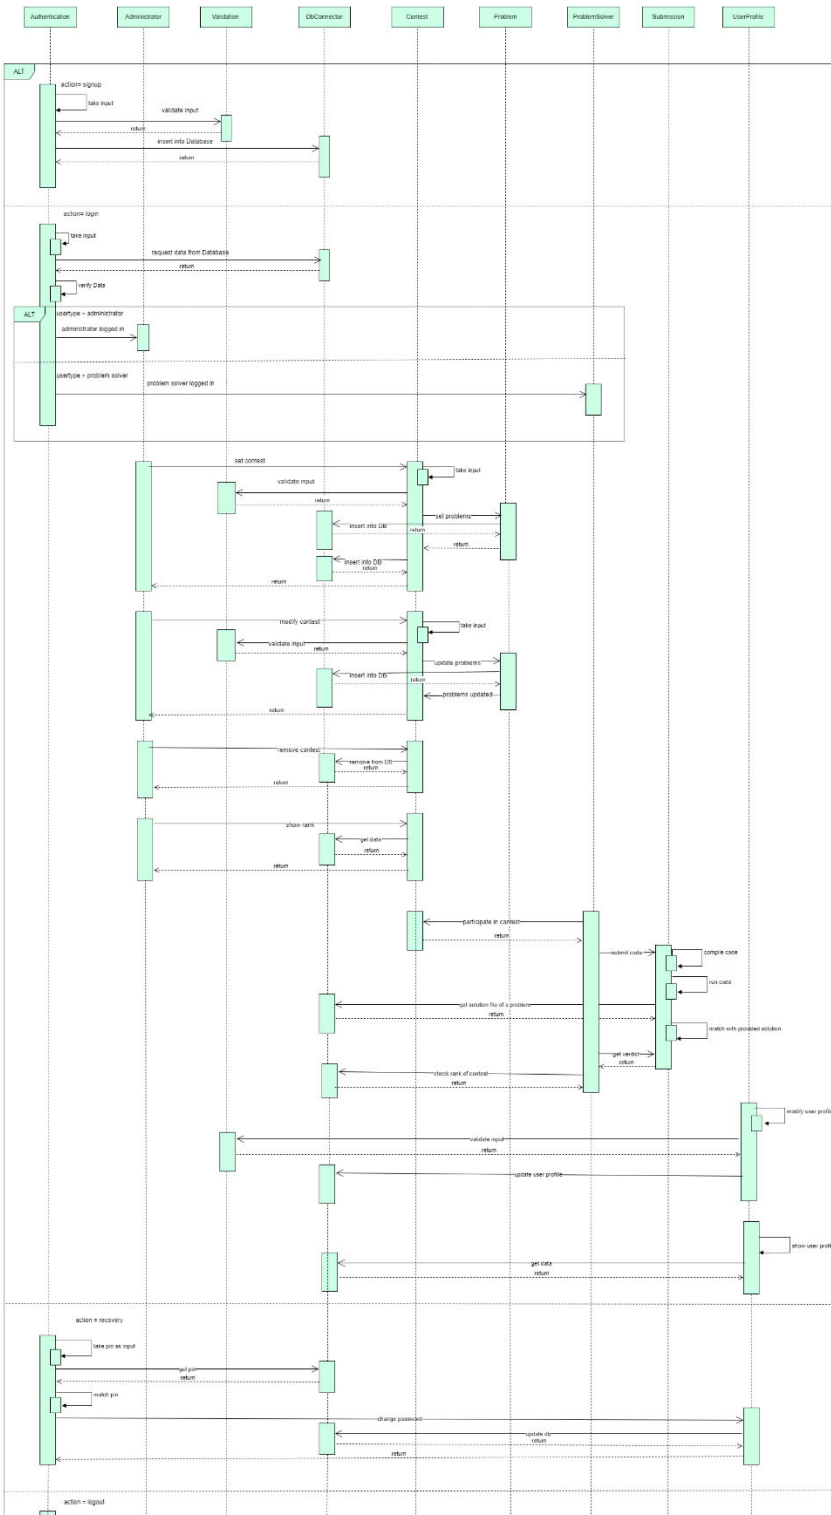 Authentication
Administrator
Validation
DbConnector
Contest
Problem
ProblemSolver
Submission
UserProfile
ALT
action= signup
take input
validate input
return
insert into Database
return
action= login
take input
request data from Database
return
verify Data
ALT
usertype = administrator
administrator logged in
usertype = problem solver
problem solver logged in
set contest
take input
validate input
return
set problems
insert into DB
return
return
insert into DB
return
return
modify contest
take input
validate input
return
update problems
insert into DB
return
problems updated
return
remove contest
remove from DB
return
return
show rank
get data
return
return
participate in contest
return
submit code
compile code
run code
get solution file of a problem
return
match with provided solution
get verdict
return
check rank of contest
return
modify user profile
validate input
return
update user profile
show user profi
get data
return
action = recovery
take pin as input
get pin
return
match pin
change password
update db
return
return
action = logout